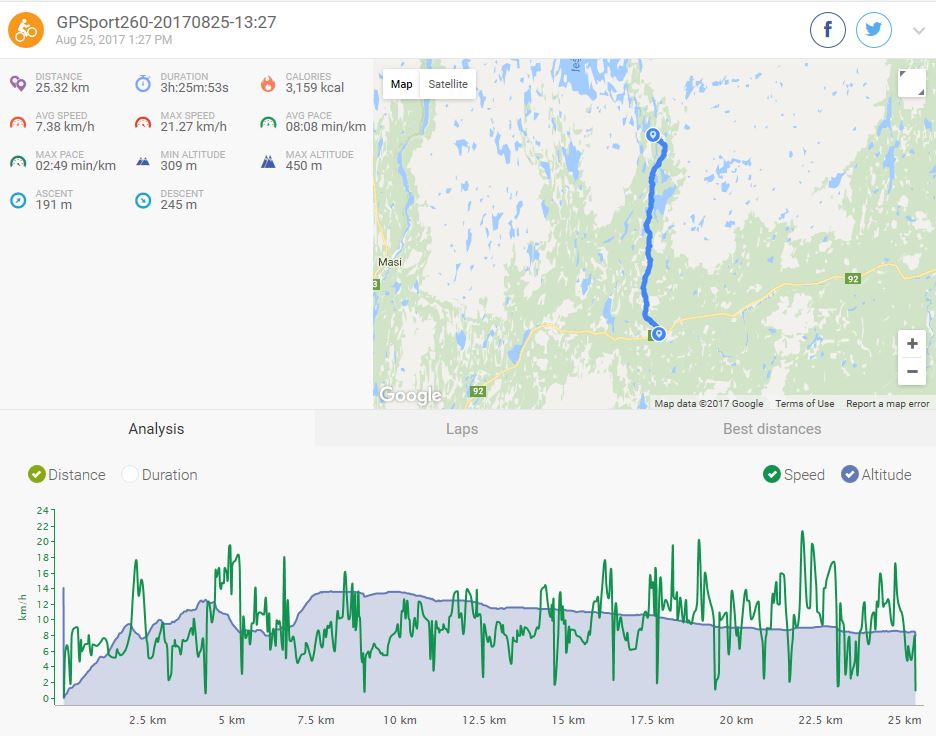 GPSport260-20170825-13:27
Aug 25, 2017 1:27 PM
f
DISTANCE
25.32 km
DURATION
3h:25m:53s
CALORIES
3,159 kcal
AVG SPEED
7.38 km/h
MAX SPEED
21.27 km/h
AVG PACE
08:08 min/km
MAX PACE
02:49 min/km
MIN ALTITUDE
309 m
MAX ALTITUDE
450 m
ASCENT
191 m
DESCENT
245 m
Map Satellite
Masi
92
92
+
−
Google
Map data ©2017 Google Terms of Use Report a map error
Analysis Laps Best distances
Distance Duration Speed Altitude
km/h
24
22
20
18
16
14
12
10
8
6
4
2
0
2.5 km 5 km 7.5 km 10 km 12.5 km 15 km 17.5 km 20 km 22.5 km 25 km